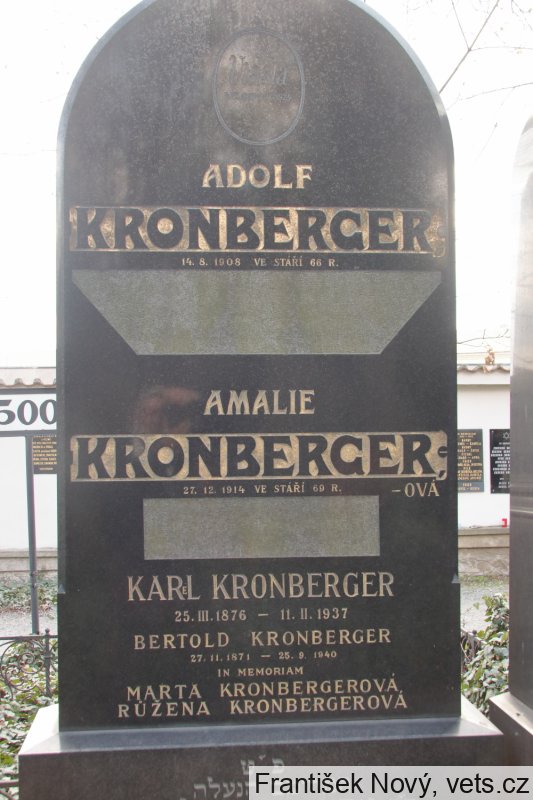 ADOLF
KRONBERGER,
14. 8. 1908 VE STÁŘÍ 66 R.
AMALIE
500
KRONBERGER,
27. 12. 1914 VE STÁŘÍ 69 R.
-OVÁ
KARL KRONBERGER
25. III. 1876 — 11. II. 1937
BERTOLD KRONBERGER
27. 11. 1871 — 25. 9. 1940
IN MEMORIAM
MARTA KRONBERGEROVÁ
RŮŽENA KRONBERGEROVÁ
פ״ט
František Nový, vets.cz